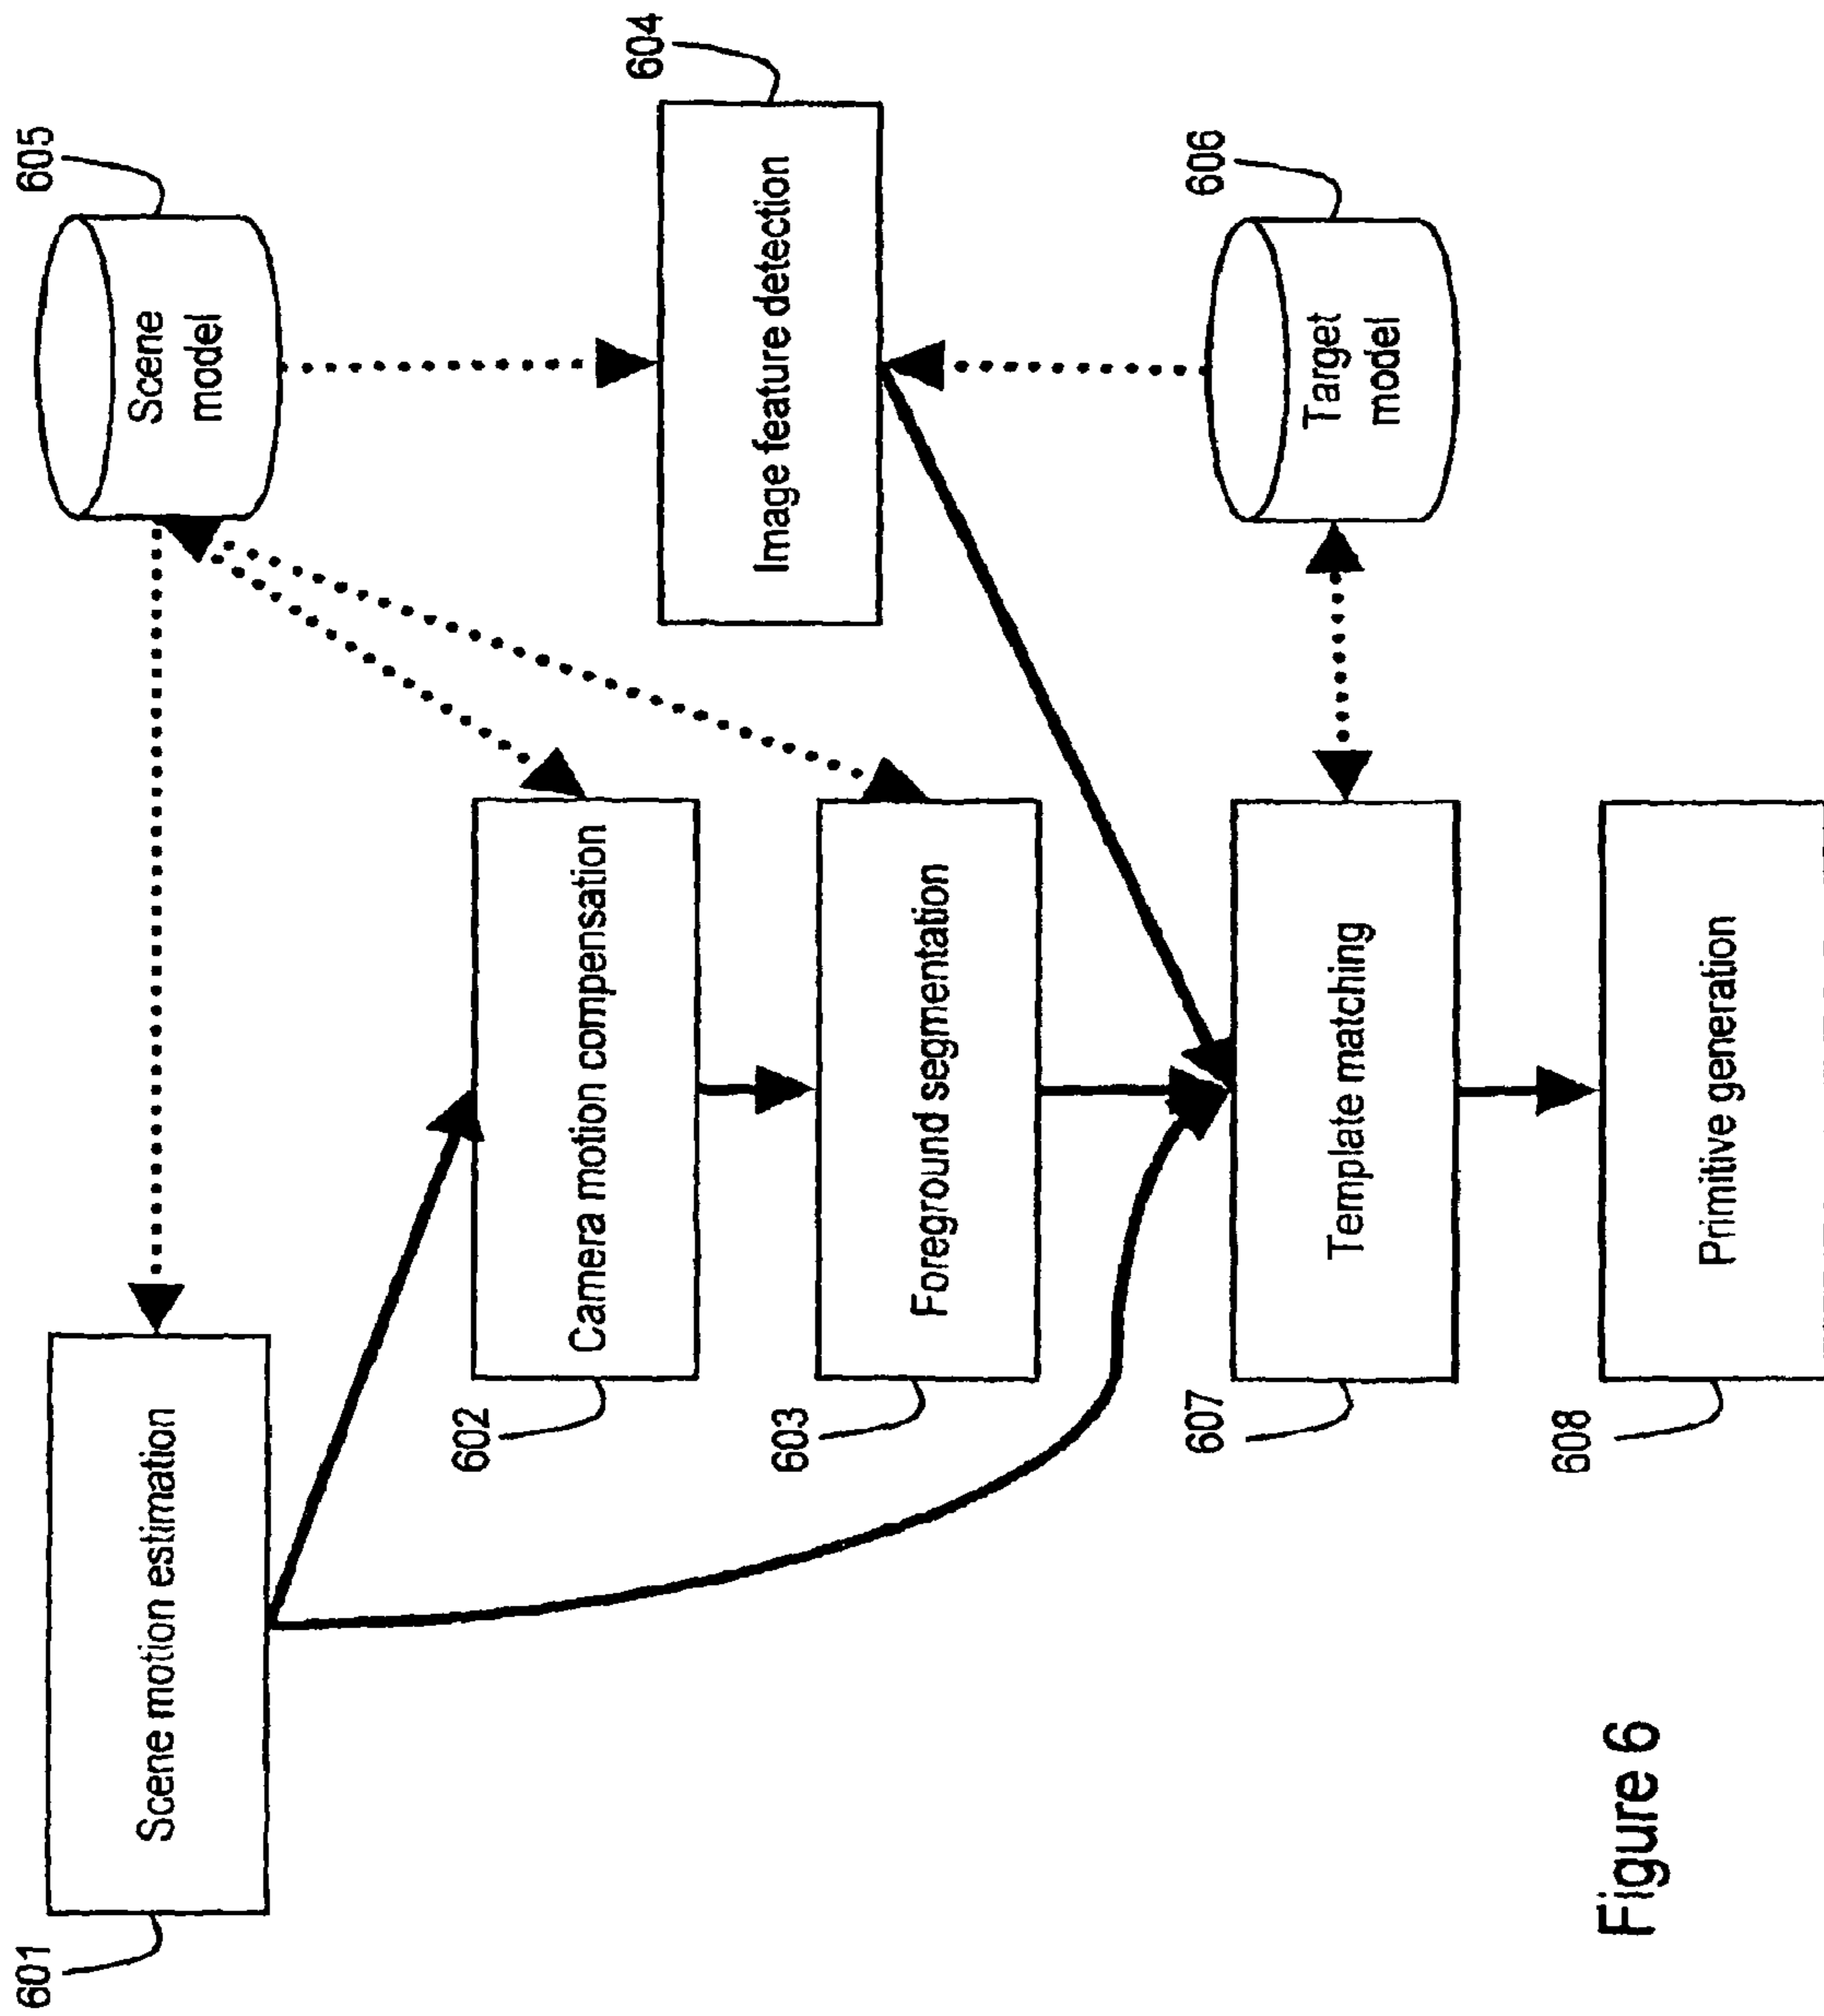 601
Scene motion estimation
605
Scene
model
602
Camera motion compensation
604
Image feature detection
603
Foreground segmentation
606
Target
model
607
Template matching
608
Primitive generation
Figure 6